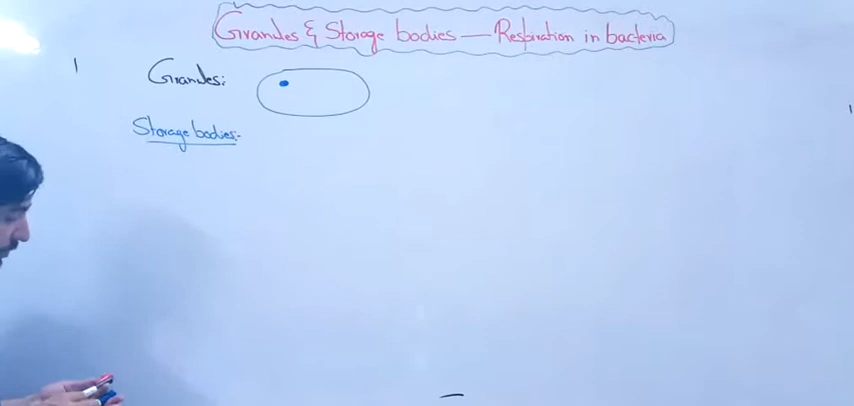 Granules & Storage bodies — Respiration in bacteria
Granules:
Storage bodies:-